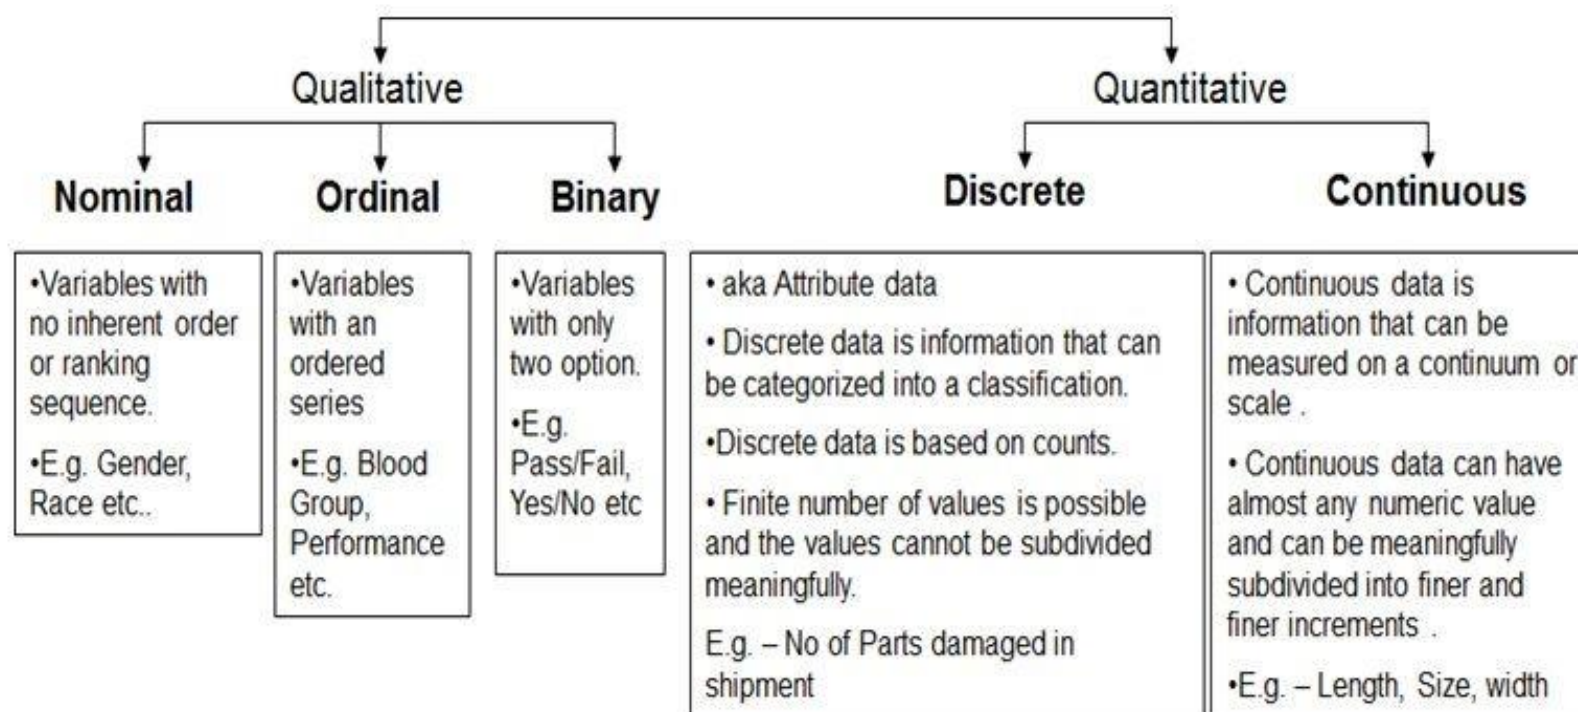 Qualitative
Quantitative
Nominal
Ordinal
Binary
Discrete
Continuous
•Variables with
no inherent order
or ranking
sequence.
•E.g. Gender,
Race etc..
•Variables
with an
ordered
series
•E.g. Blood
Group,
Performance
etc.
•Variables
with only
two option.
•E.g.
Pass/Fail,
Yes/No etc
• aka Attribute data
• Discrete data is information that can
be categorized into a classification.
•Discrete data is based on counts.
• Finite number of values is possible
and the values cannot be subdivided
meaningfully.
E.g. – No of Parts damaged in
shipment
• Continuous data is
information that can be
measured on a continuum or
scale .
• Continuous data can have
almost any numeric value
and can be meaningfully
subdivided into finer and
finer increments .
•E.g. – Length, Size, width